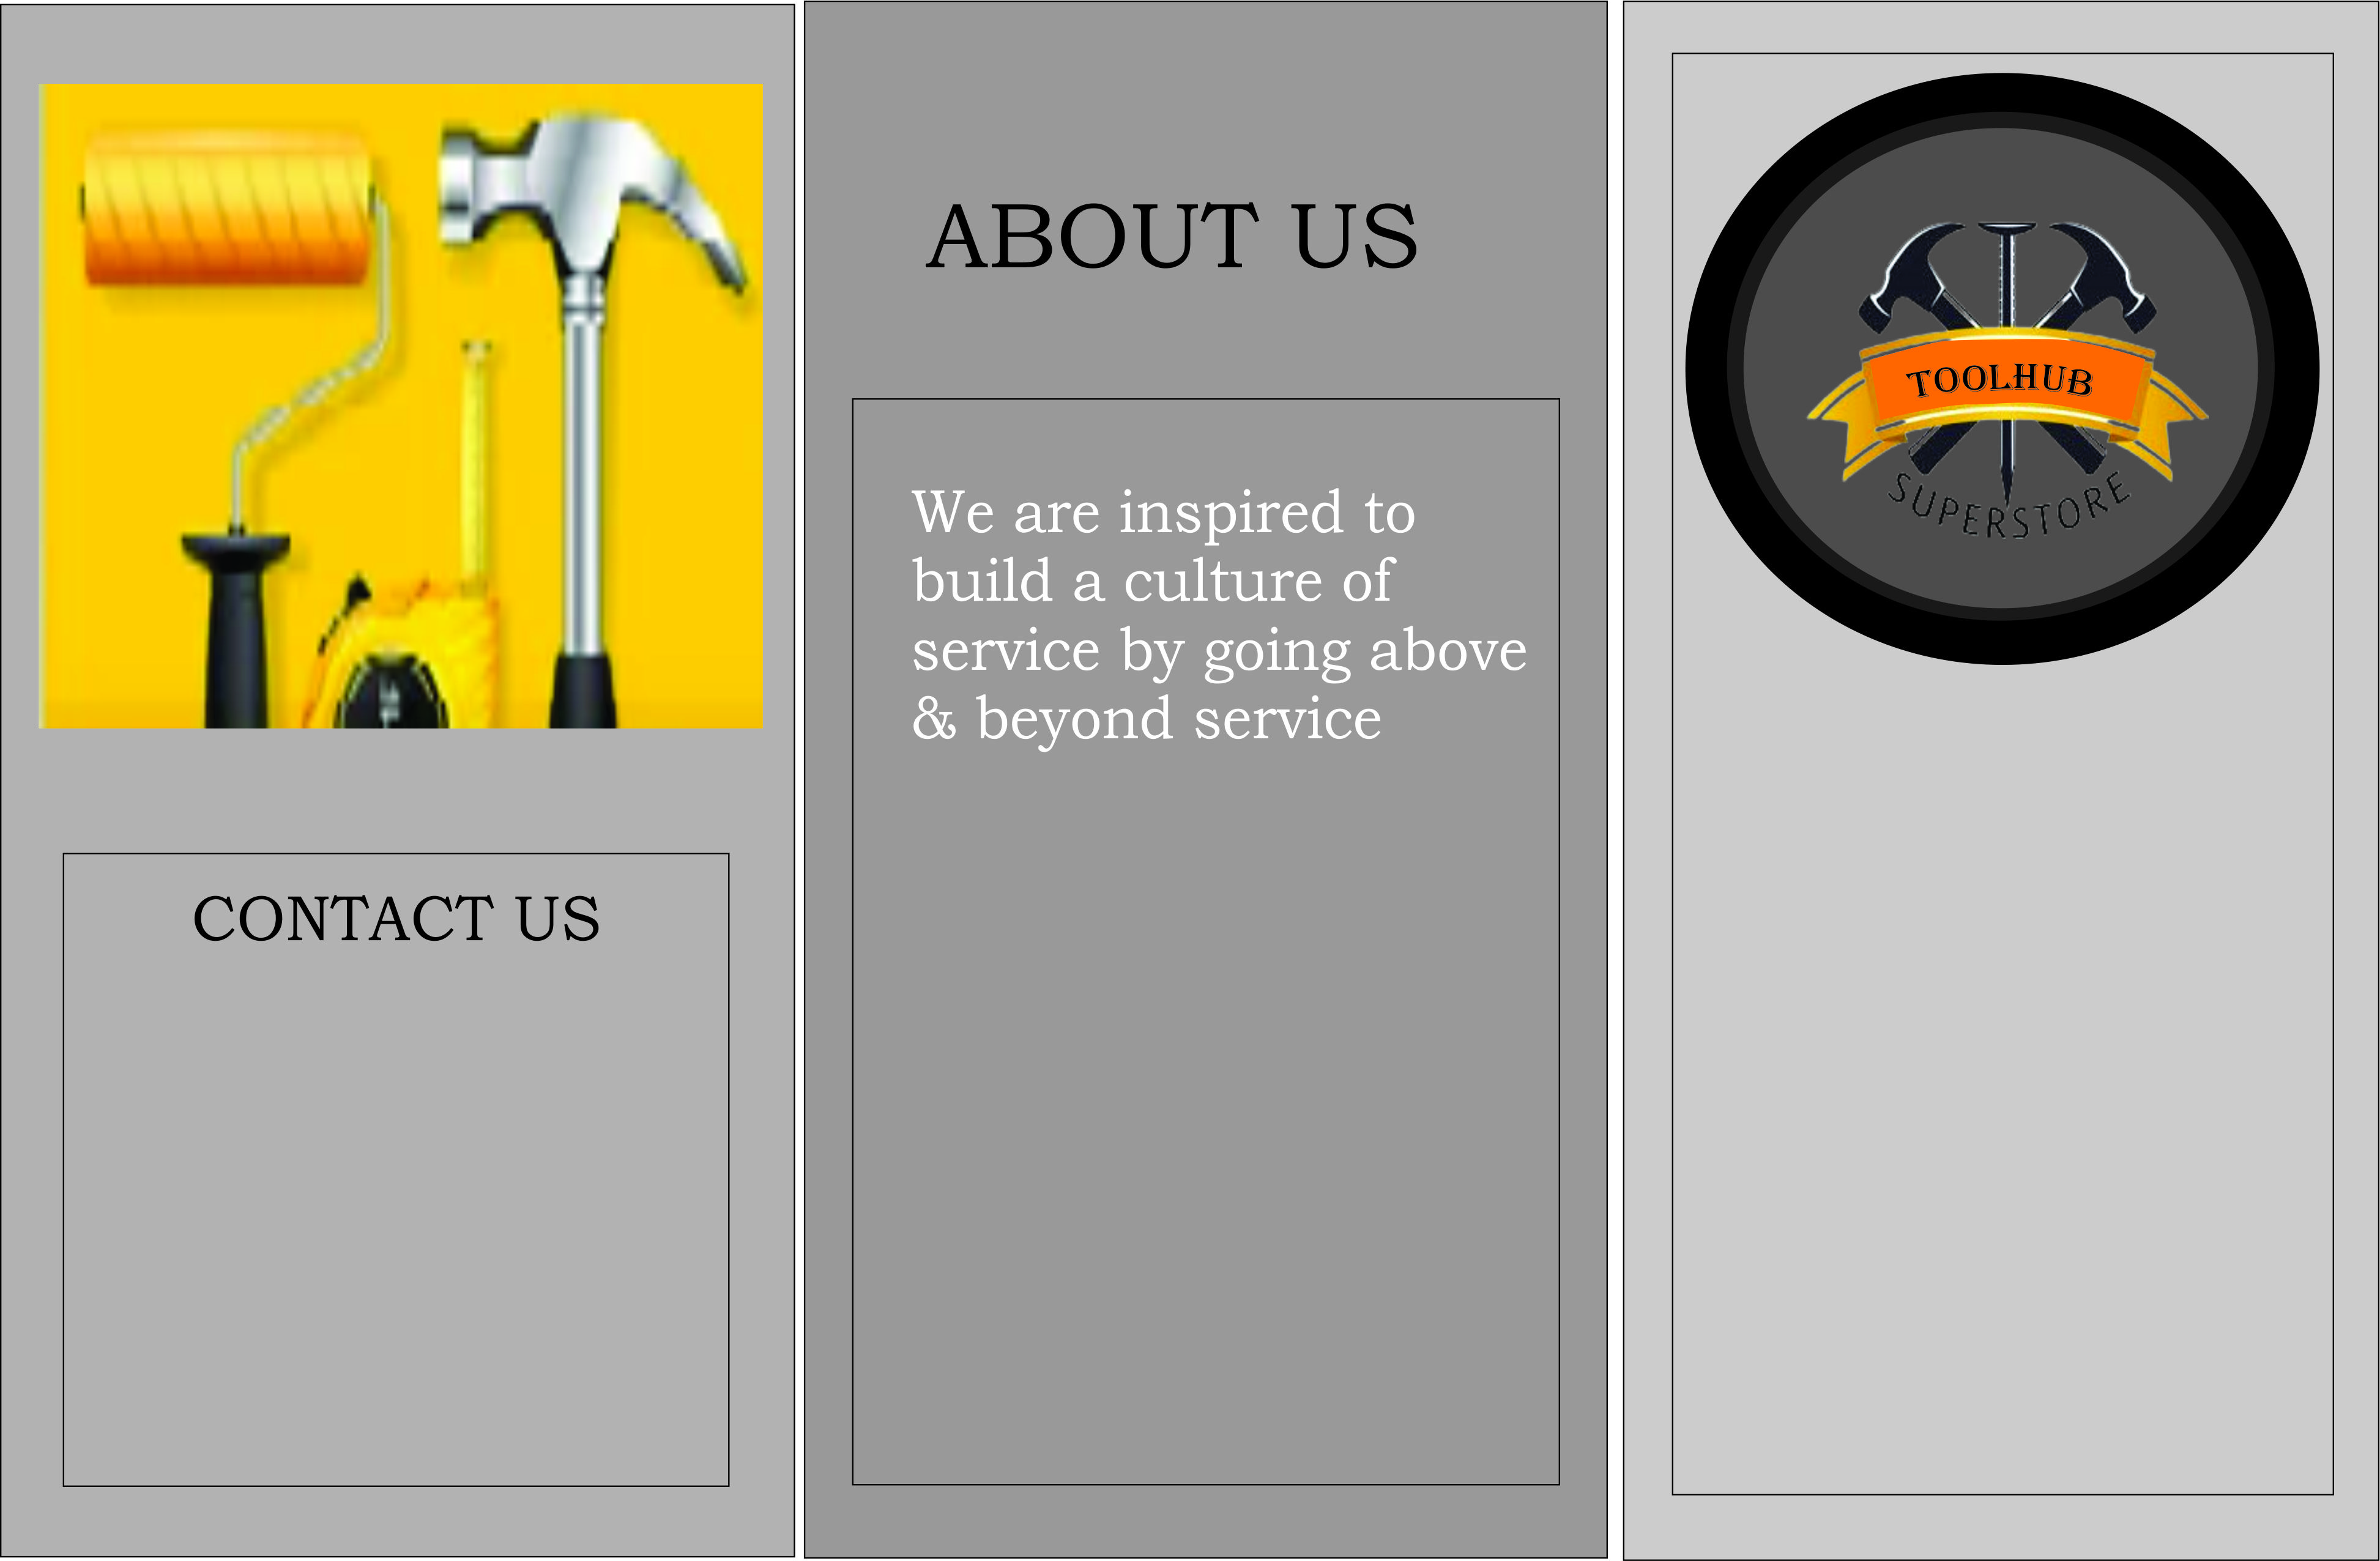 CONTACT US
ABOUT US
We are inspired to
build a culture of
service by going above
& beyond service
TOOLHUB
SUPERSTORE